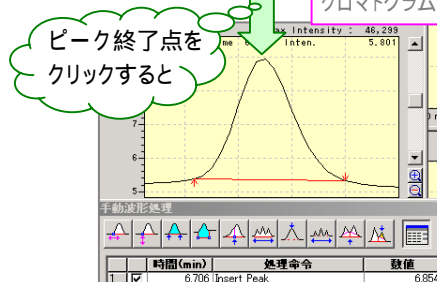 クロマトグラム
ピーク終了点を
クリックすると
Intensity : 46,299
Inten. 5.801
7
6
5
手動波形処理
時間(min) 処理命令 数値
1 6.706 Insert Peak 6.854